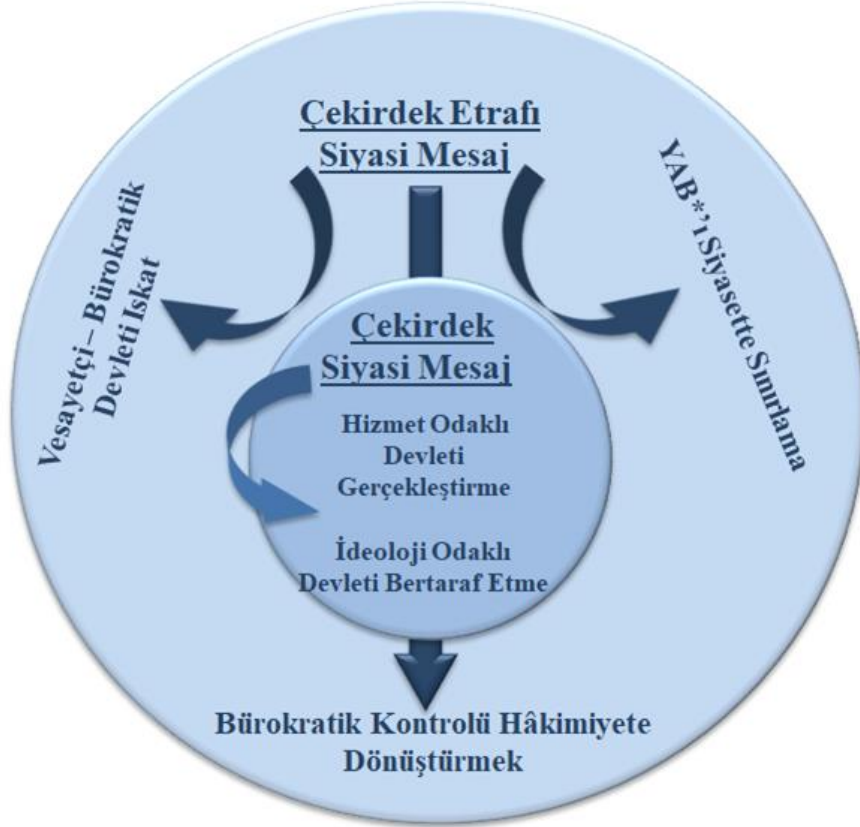 Çekirdek Etrafı
Siyasi Mesaj
Vesayetçi – Bürokratik
Devleti Iskat
YAB*'ı Siyasette Sınırlama
Çekirdek
Siyasi Mesaj
Hizmet Odaklı
Devleti
Gerçekleştirme
İdeoloji Odaklı
Devleti Bertaraf Etme
Bürokratik Kontrolü Hâkimiyete
Dönüştürmek